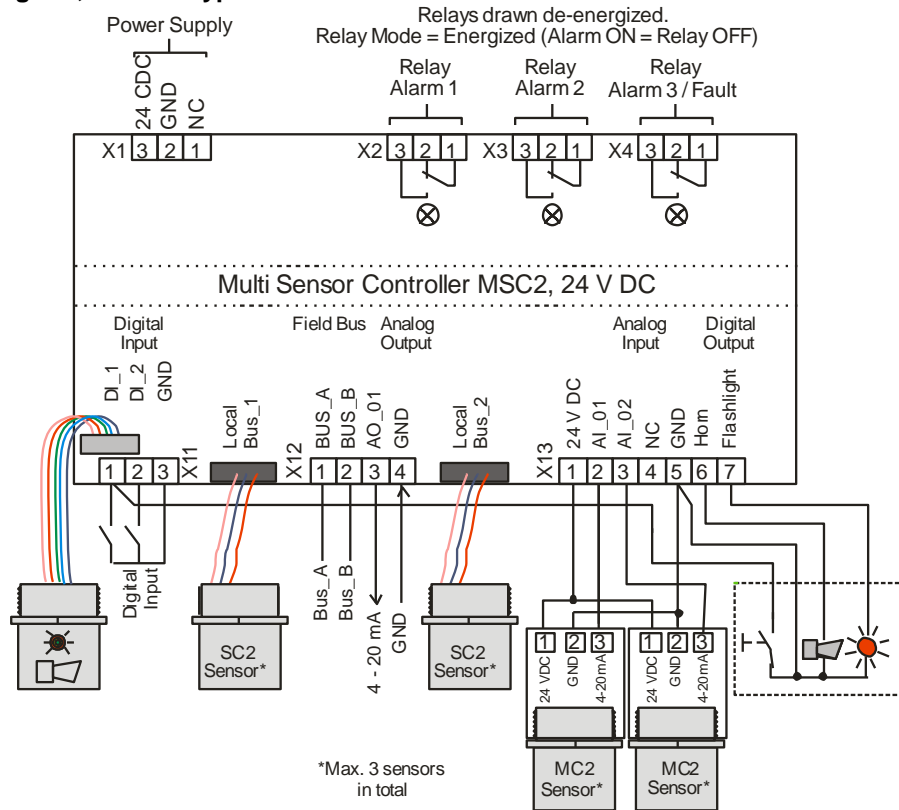 Power Supply
Relays drawn de-energized.
Relay Mode = Energized (Alarm ON = Relay OFF)
24 CDC
GND
NC
Relay
Alarm 1
Relay
Alarm 2
Relay
Alarm 3 / Fault
X1 3 2 1
X2 3 2 1
X3 3 2 1
X4 3 2 1
Multi Sensor Controller MSC2, 24 V DC
Digital
Input
Field Bus
Analog
Output
Analog
Input
Digital
Output
DI_1
DI_2
GND
Local
Bus_1
BUS_A
BUS_B
AO_01
GND
Local
Bus_2
24 V DC
AI_01
AI_02
NC
GND
Horn
Flashlight
1 2 3 X11
X12 1 2 3 4
X13 1 2 3 4 5 6 7
Digital
Input
Bus_A
Bus_B
4 - 20 mA
GND
SC2
Sensor*
SC2
Sensor*
1 2 3
24 VDC
GND
4-20mA
1 2 3
24 VDC
GND
4-20mA
MC2
Sensor*
MC2
Sensor*
*Max. 3 sensors
in total